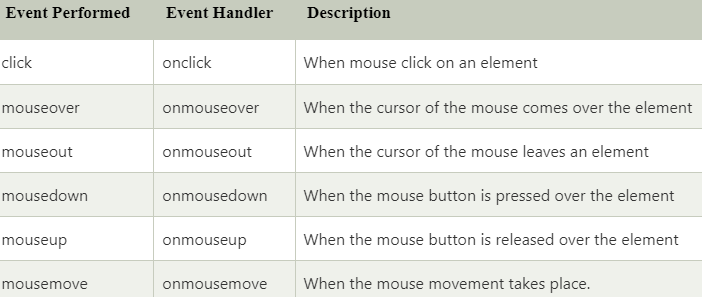 Event Performed Event Handler Description
click onclick When mouse click on an element
mouseover onmouseover When the cursor of the mouse comes over the element
mouseout onmouseout When the cursor of the mouse leaves an element
mousedown onmousedown When the mouse button is pressed over the element
mouseup onmouseup When the mouse button is released over the element
mousemove onmousemove When the mouse movement takes place.